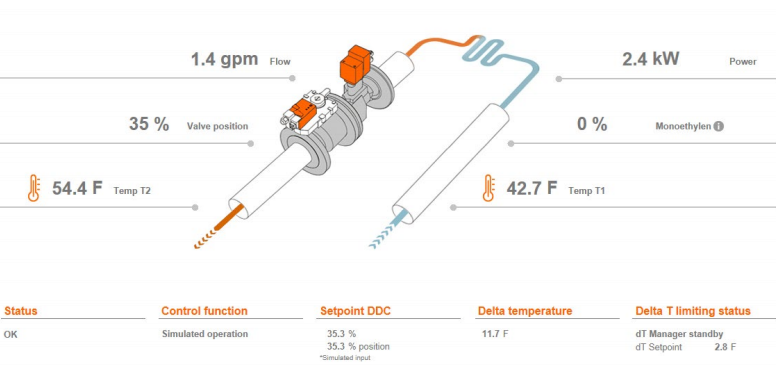 1.4 gpm Flow
2.4 kW Power
35 % Valve position
0 % Monoethylen i
54.4 F Temp T2
42.7 F Temp T1
Status
OK
Control function
Simulated operation
Setpoint DDC
35.3 %
35.3 % position
*Simulated input
Delta temperature
11.7 F
Delta T limiting status
dT Manager standby
dT Setpoint 2.8 F